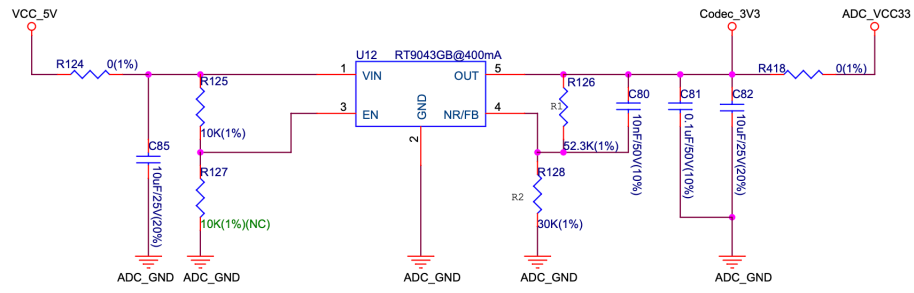 VCC_5V
Codec_3V3
ADC_VCC33
R124
0(1%)
U12
RT9043GB@400mA
R418
0(1%)
1
VIN
OUT
5
R125
R126
C80
C81
C82
3
EN
GND
NR/FB
4
R1
10nF/50V(10%)
0.1uF/50V(10%)
10uF/25V(20%)
10K(1%)
2
52.3K(1%)
C85
10uF/25V(20%)
R127
R128
R2
10K(1%)(NC)
30K(1%)
ADC_GND
ADC_GND
ADC_GND
ADC_GND
ADC_GND